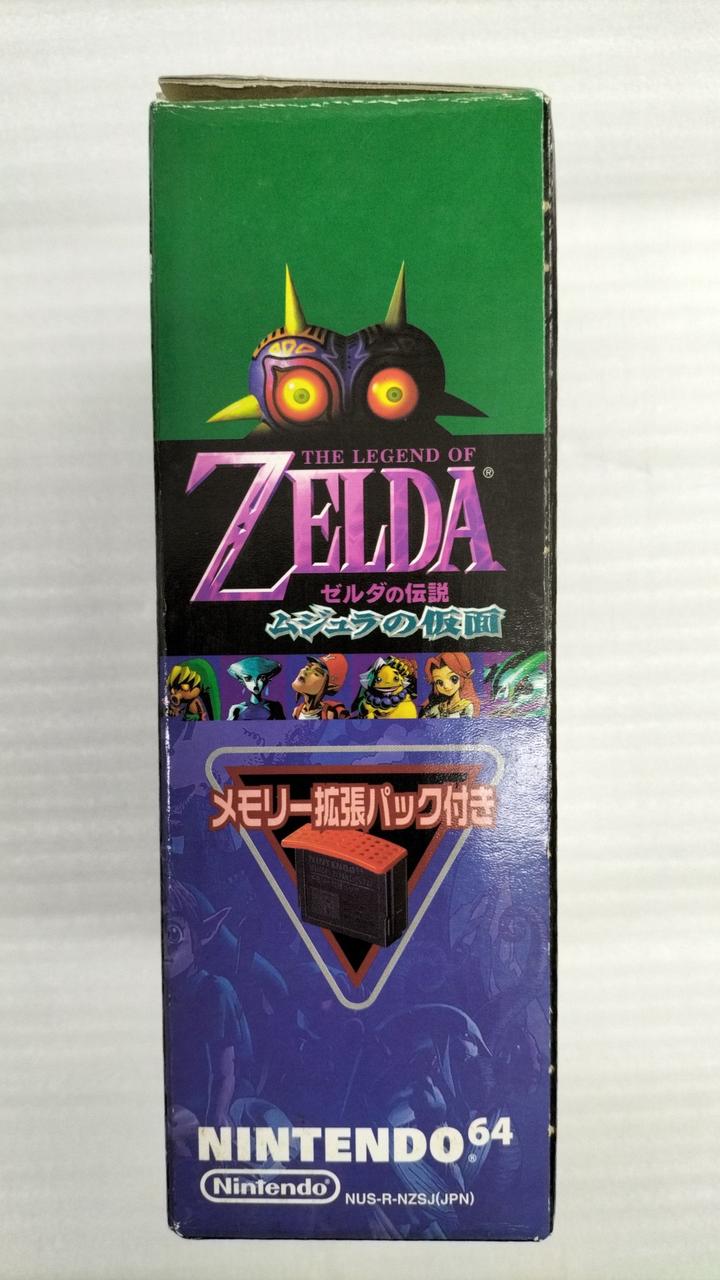 THE LEGEND OF
ZELDA®
ゼルダの伝説
ムジュラの仮面
メモリー拡張パック付き
NINTENDO
NINTENDO64®
Nintendo®
NUS-R-NZSJ(JPN)